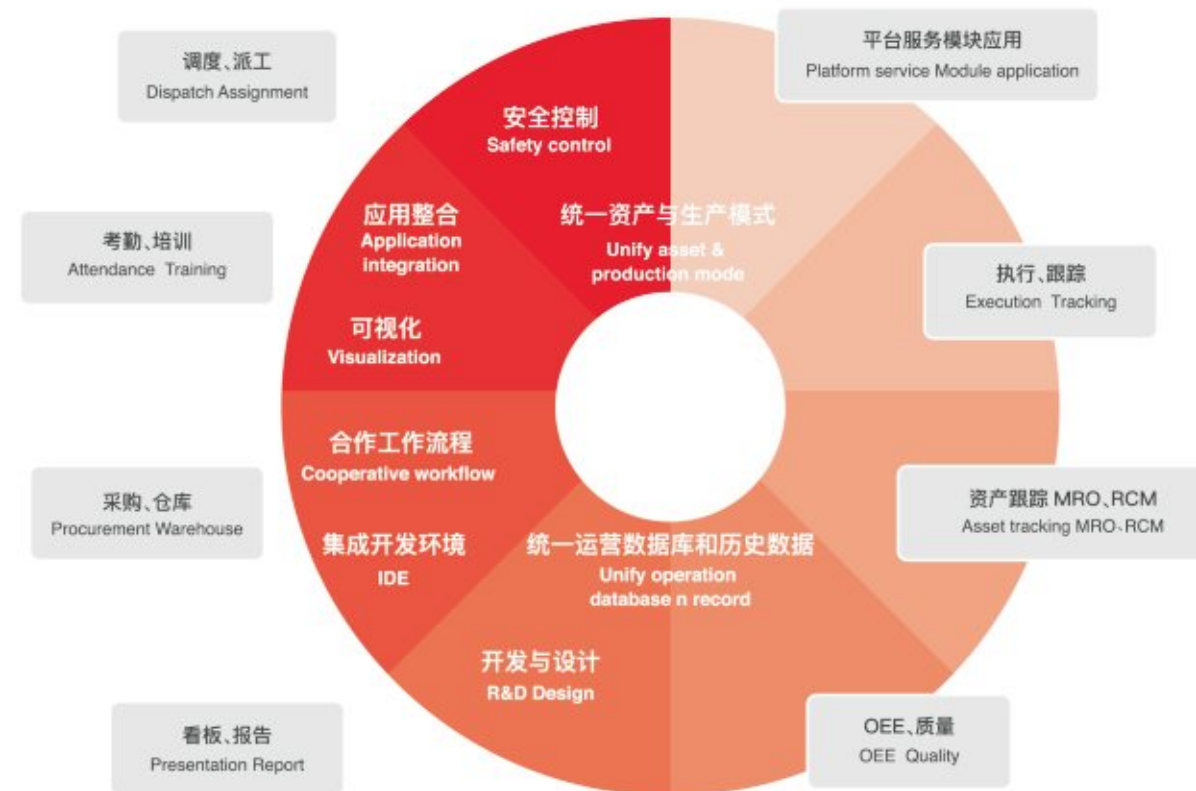 平台服务模块应用
Platform service Module application
调度、派工
Dispatch Assignment
安全控制
Safety control
应用整合
Application
integration
统一资产与生产模式
Unify asset &
production mode
考勤、培训
Attendance Training
执行、跟踪
Execution Tracking
可视化
Visualization
合作工作流程
Cooperative workflow
采购、仓库
Procurement Warehouse
资产跟踪 MRO、RCM
Asset tracking MRO、RCM
集成开发环境
IDE
统一运营数据库和历史数据
Unify operation
database n record
开发与设计
R&D Design
看板、报告
Presentation Report
OEE、质量
OEE Quality